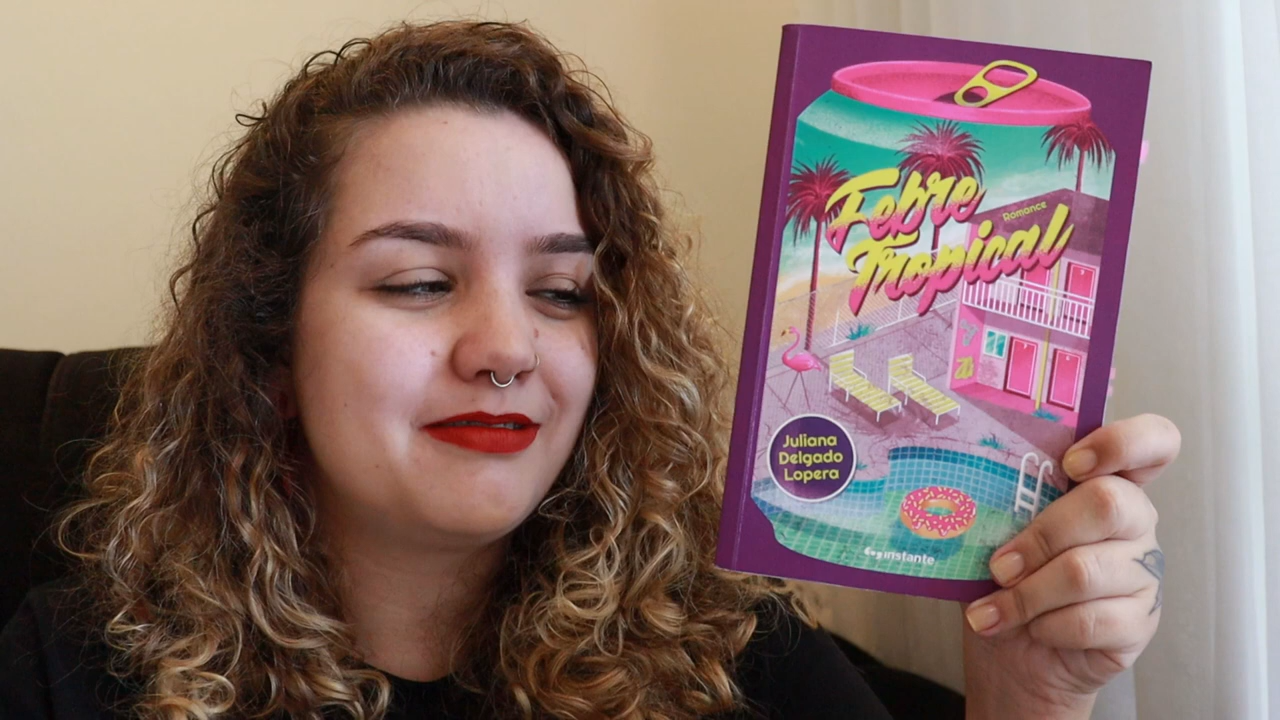 Febre
Romance
Tropical
Juliana
Delgado
Lopera
instante